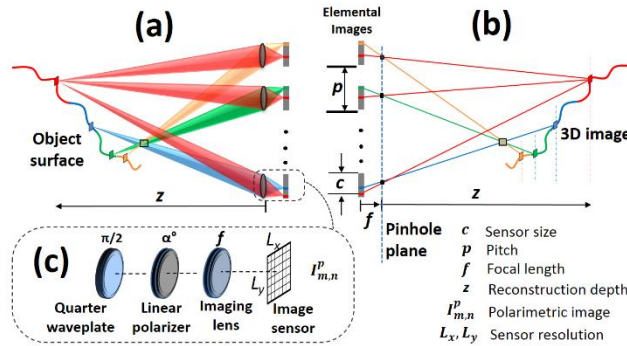 (a)
Elemental
Images
(b)
p
Object
surface
3D image
c
z
f
z
Pinhole
plane
(c)
π/2
α°
f
L_x
L_y
I^p_{m,n}
Quarter
waveplate
Linear
polarizer
Imaging
lens
Image
sensor
c Sensor size
p Pitch
f Focal length
z Reconstruction depth
I^p_{m,n} Polarimetric image
L_x, L_y Sensor resolution